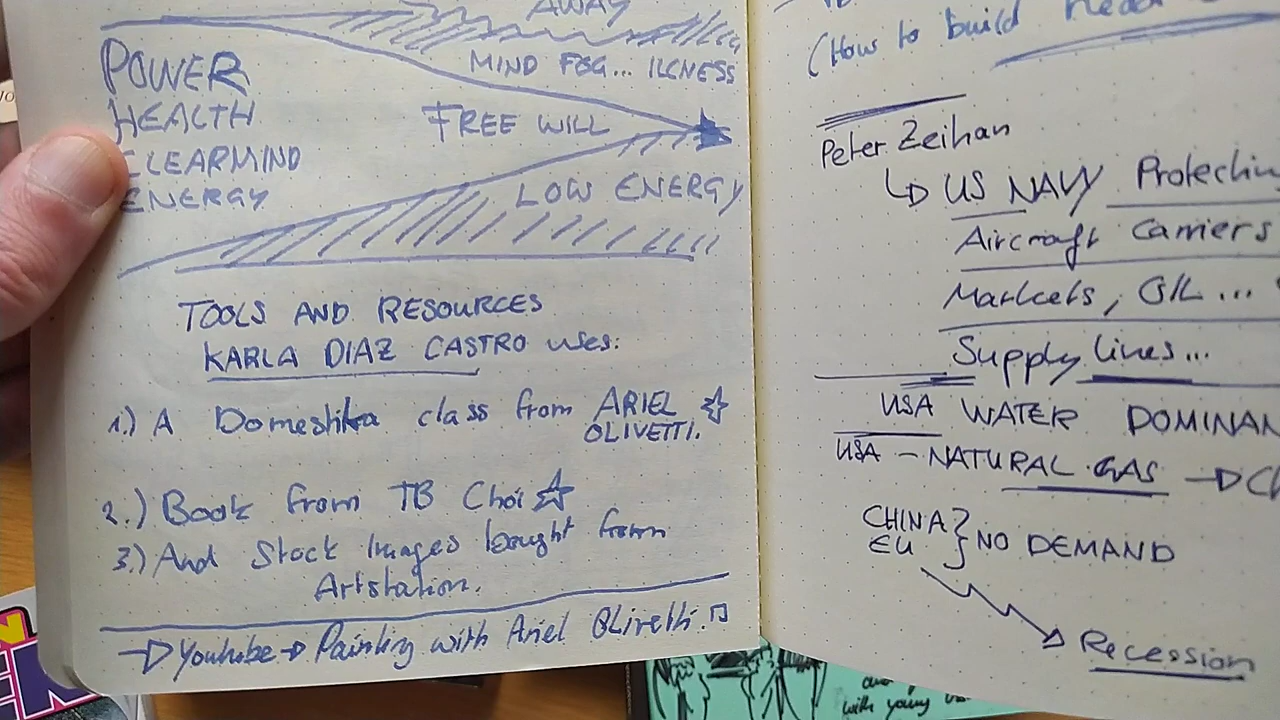 AWAY
MIND FOG... ILCNESS
POWER
HEALTH
FREE WILL
CLEARMIND
ENERGY
LOW ENERGY
TOOLS AND RESOURCES
KARLA DIAZ CASTRO uses:
1.) A Domestika class from ARIEL
OLIVETTI.
2.) Book from TB Choi
3.) And Stock Images bought from
Artstation.
Youtube → Painting with Ariel Olivetti.
(How to build
Peter Zeihan
US NAVY Protectin
Aircraft Carriers
Markets, OIL...
Supply lines...
USA WATER DOMINAN
USA - NATURAL GAS → C
CHINA
EU } NO DEMAND
Recession
with young